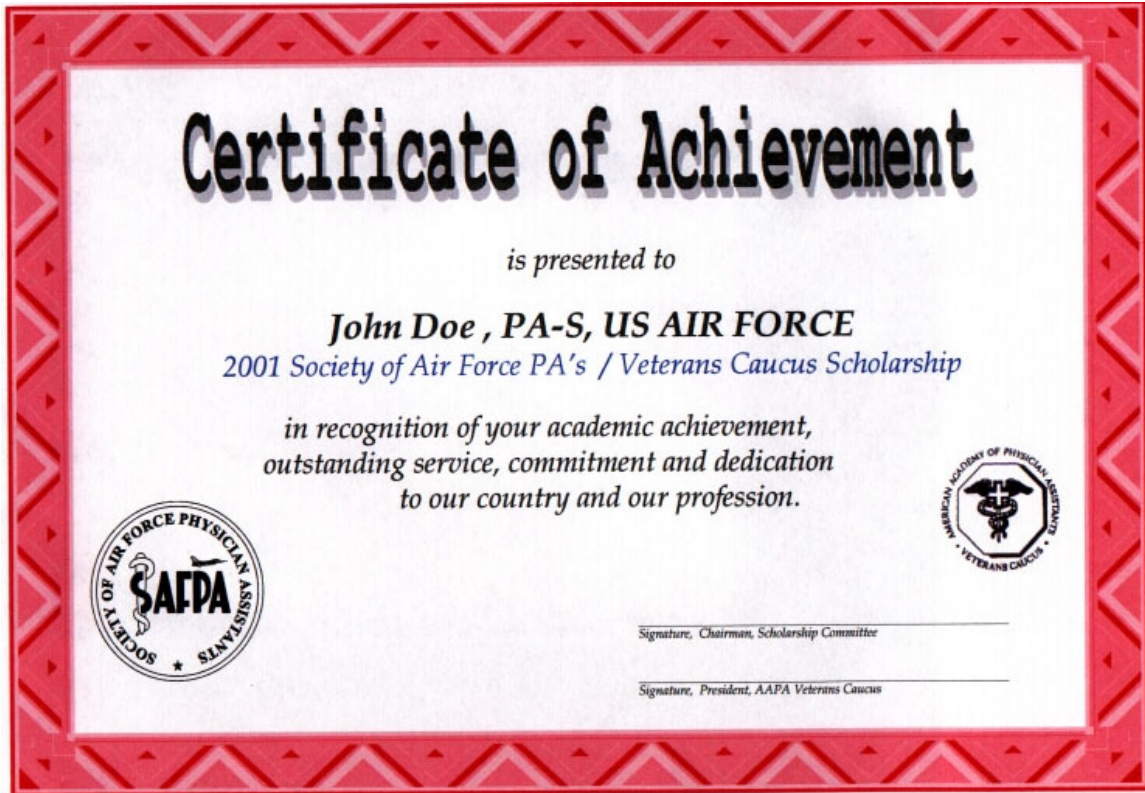 Certificate of Achievement
is presented to
John Doe , PA-S, US AIR FORCE
2001 Society of Air Force PA's / Veterans Caucus Scholarship
in recognition of your academic achievement,
outstanding service, commitment and dedication
to our country and our profession.
AMERICAN ACADEMY OF PHYSICIAN ASSISTANTS
• VETERANS CAUCUS •
SOCIETY OF AIR FORCE PHYSICIAN ASSISTANTS
SAFPA
Signature, Chairman, Scholarship Committee
Signature, President, AAPA Veterans Caucus